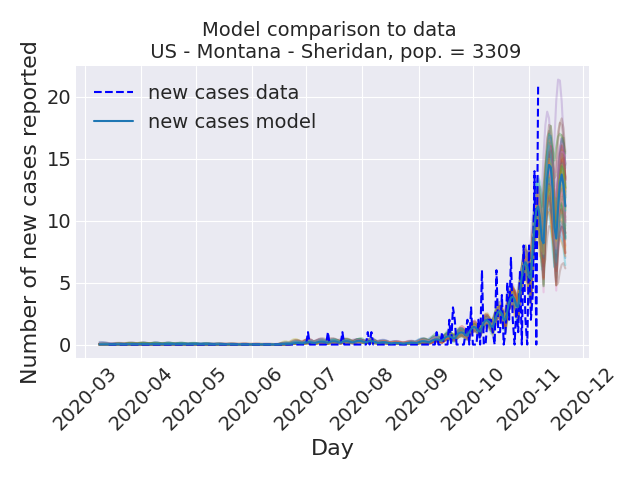 Model comparison to data
US - Montana - Sheridan, pop. = 3309
Number of new cases reported
20
15
10
5
0
new cases data
new cases model
2020-03
2020-04
2020-05
2020-06
2020-07
2020-08
2020-09
2020-10
2020-11
2020-12
Day